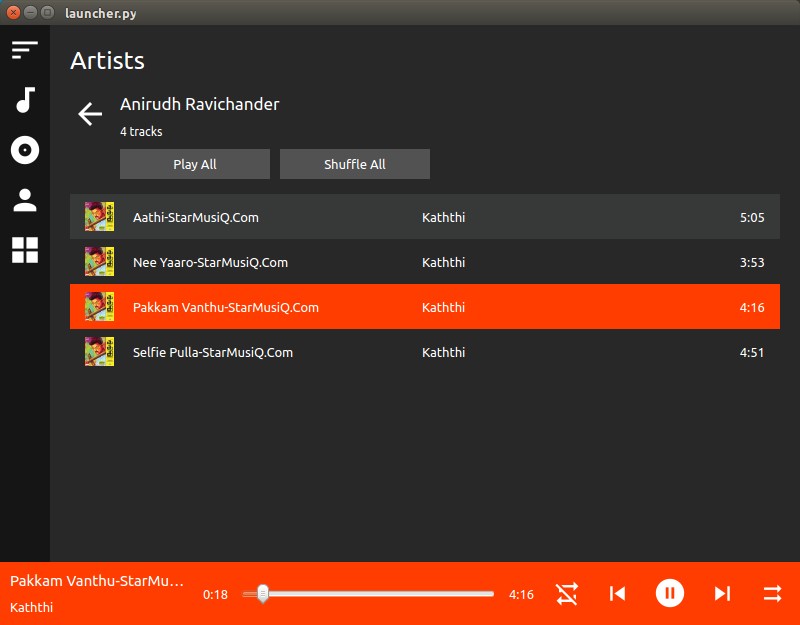 launcher.py
Artists
Anirudh Ravichander
4 tracks
Play All Shuffle All
Aathi-StarMusiQ.Com Kaththi 5:05
Nee Yaaro-StarMusiQ.Com Kaththi 3:53
Pakkam Vanthu-StarMusiQ.Com Kaththi 4:16
Selfie Pulla-StarMusiQ.Com Kaththi 4:51
Pakkam Vanthu-StarMu...
0:18 4:16
Kaththi